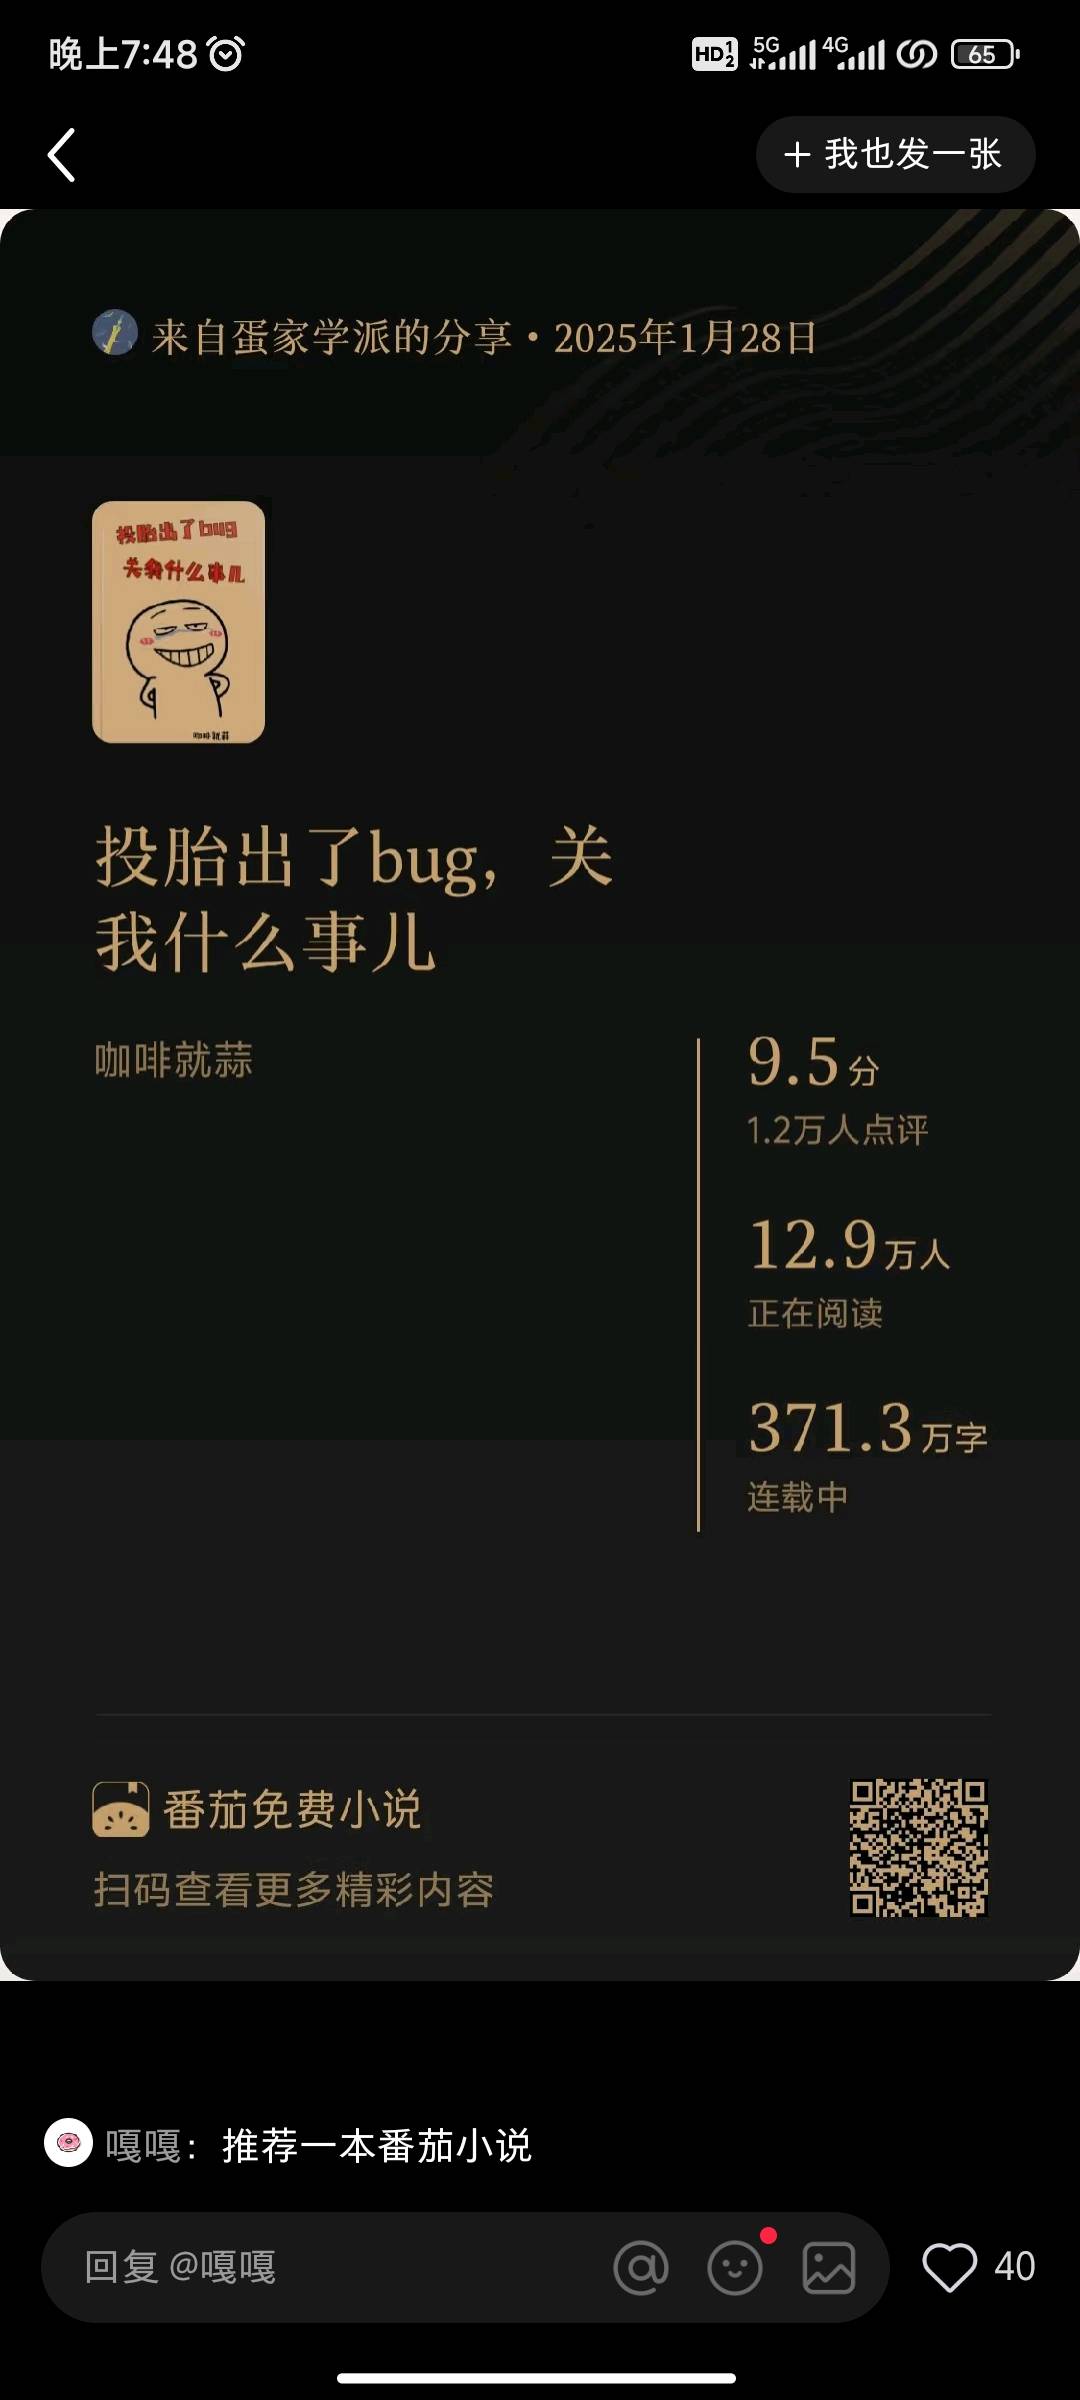 晚上7:48
HD 1 2 5G 4G 65
+ 我也发一张
来自蛋家学派的分享·2025年1月28日
投胎出了bug
关我什么事儿
咖啡就蒜
投胎出了bug，关
我什么事儿
咖啡就蒜
9.5分
1.2万人点评
12.9万人
正在阅读
371.3万字
连载中
番茄免费小说
扫码查看更多精彩内容
嘎嘎：推荐一本番茄小说
回复 @嘎嘎
40